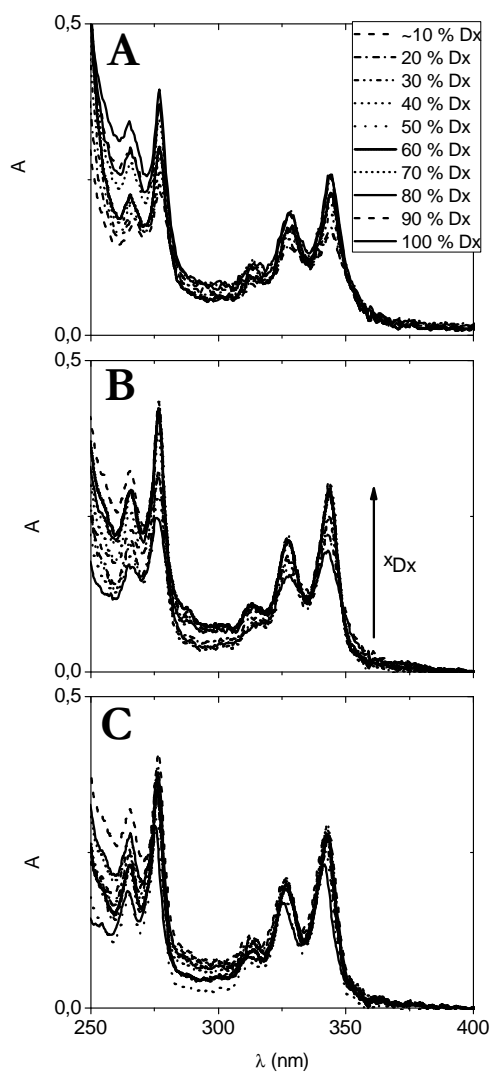 A
~10 % Dx
20 % Dx
30 % Dx
40 % Dx
50 % Dx
60 % Dx
70 % Dx
80 % Dx
90 % Dx
100 % Dx
0,5
A
0,0
B
0,5
A
xDx
0,0
C
0,5
A
0,0
250 300 350 400
λ (nm)